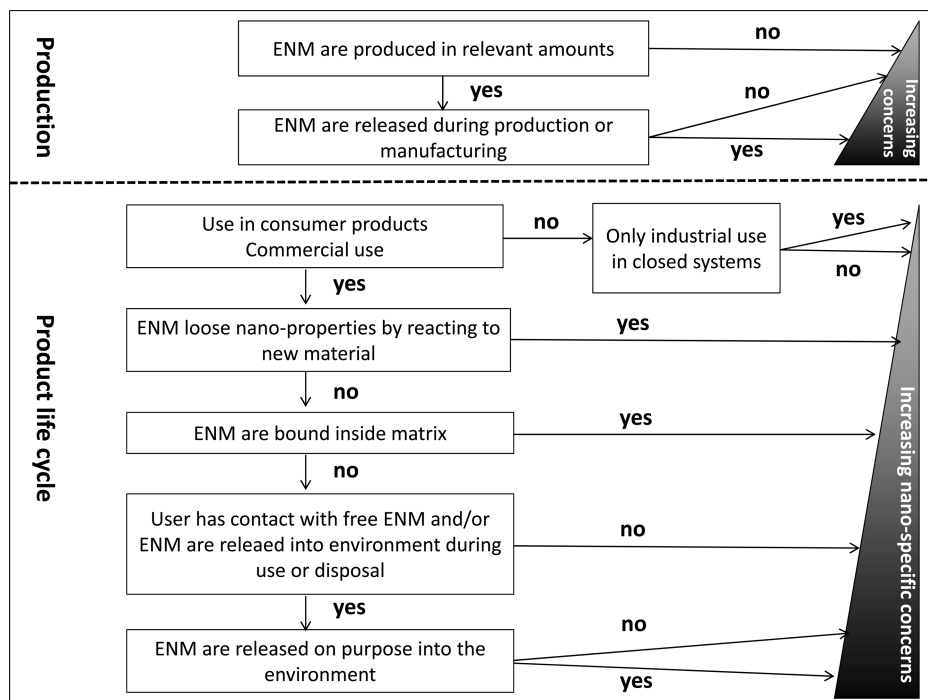 Production
ENM are produced in relevant amounts
no
yes
no
ENM are released during production or
manufacturing
yes
Increasing
concerns
Product life cycle
Use in consumer products
Commercial use
no
Only industrial use
in closed systems
yes
no
yes
ENM loose nano-properties by reacting to
new material
yes
no
ENM are bound inside matrix
yes
no
User has contact with free ENM and/or
ENM are releaed into environment during
use or disposal
no
yes
ENM are released on purpose into the
environment
no
yes
Increasing nano-specific concerns